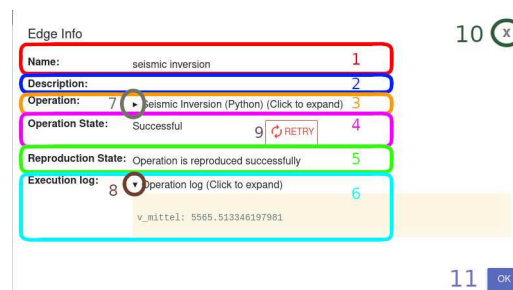 Edge Info
10 X
Name: seismic inversion 1
Description: 2
Operation: 7 ▸ Seismic Inversion (Python) (Click to expand) 3
Operation State: Successful 9 RETRY 4
Reproduction State: Operation is reproduced successfully 5
Execution log: 8 ▾ Operation log (Click to expand) 6
v_mittel: 5565.513346197981
11 OK